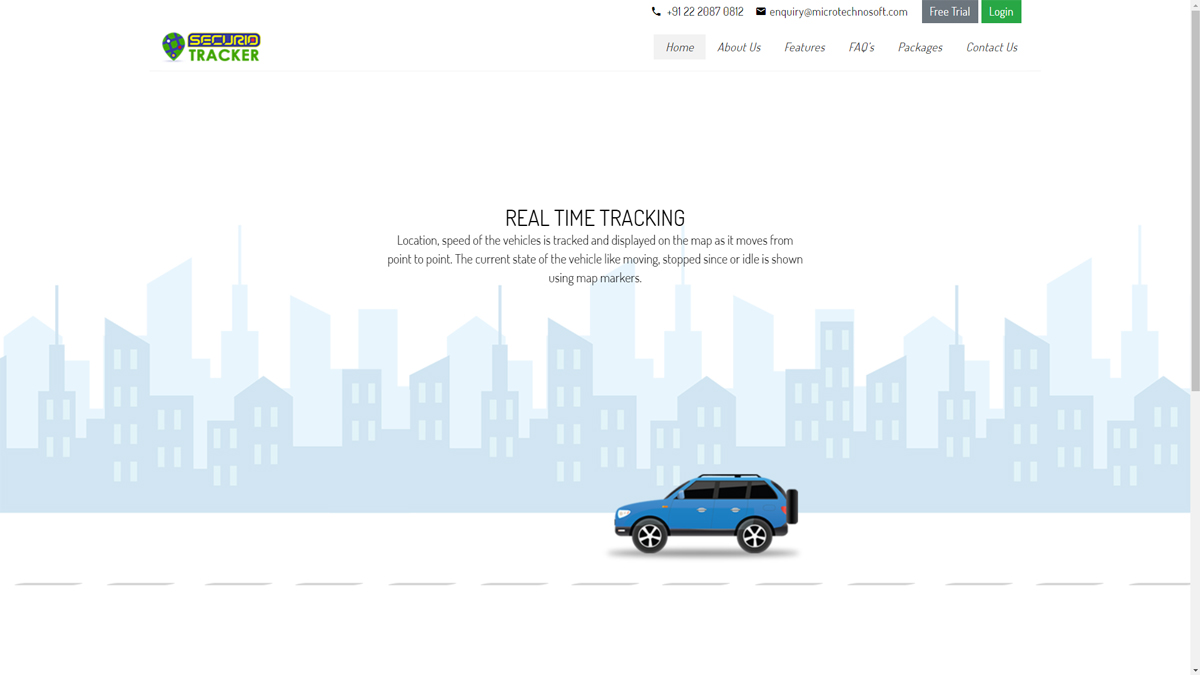 +91 22 2087 0812 enquiry@microtechnosoft.com Free Trial Login
SECURIO
TRACKER
Home About Us Features FAQ's Packages Contact Us
REAL TIME TRACKING
Location, speed of the vehicles is tracked and displayed on the map as it moves from
point to point. The current state of the vehicle like moving, stopped since or idle is shown
using map markers.